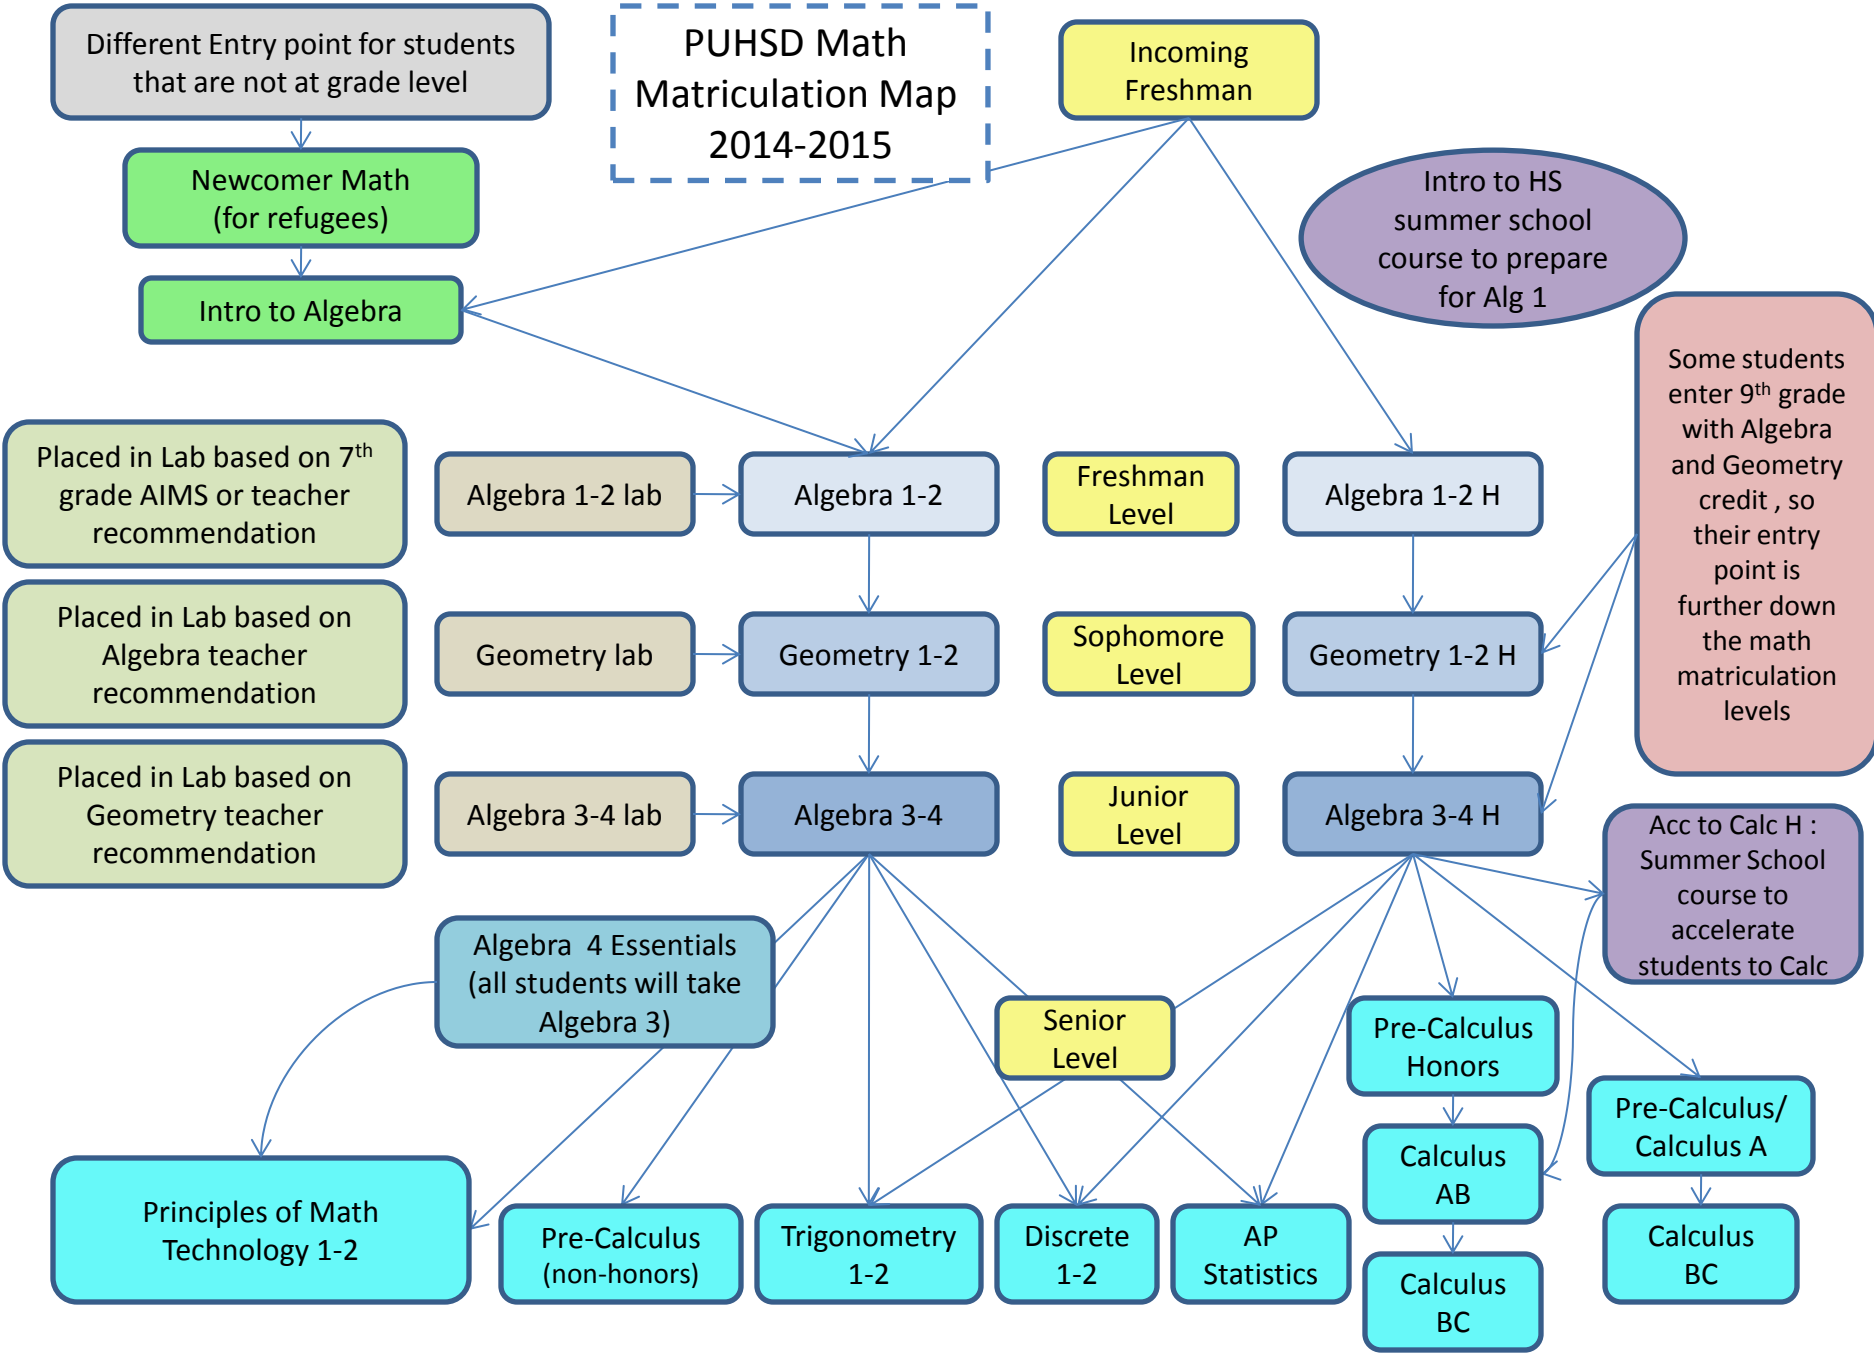 Different Entry point for students
that are not at grade level
PUHSD Math
Matriculation Map
2014-2015
Incoming
Freshman
Newcomer Math
(for refugees)
Intro to HS
summer school
course to prepare
for Alg 1
Intro to Algebra
Some students
enter 9th grade
with Algebra
and Geometry
credit , so
their entry
point is
further down
the math
matriculation
levels
Placed in Lab based on 7th
grade AIMS or teacher
recommendation
Algebra 1-2 lab
Algebra 1-2
Freshman
Level
Algebra 1-2 H
Placed in Lab based on
Algebra teacher
recommendation
Geometry lab
Geometry 1-2
Sophomore
Level
Geometry 1-2 H
Placed in Lab based on
Geometry teacher
recommendation
Algebra 3-4 lab
Algebra 3-4
Junior
Level
Algebra 3-4 H
Acc to Calc H :
Summer School
course to
accelerate
students to Calc
Algebra  4 Essentials
(all students will take
Algebra 3)
Senior
Level
Pre-Calculus
Honors
Pre-Calculus/
Calculus A
Calculus
AB
Principles of Math
Technology 1-2
Pre-Calculus
(non-honors)
Trigonometry
1-2
Discrete
1-2
AP
Statistics
Calculus
BC
Calculus
BC